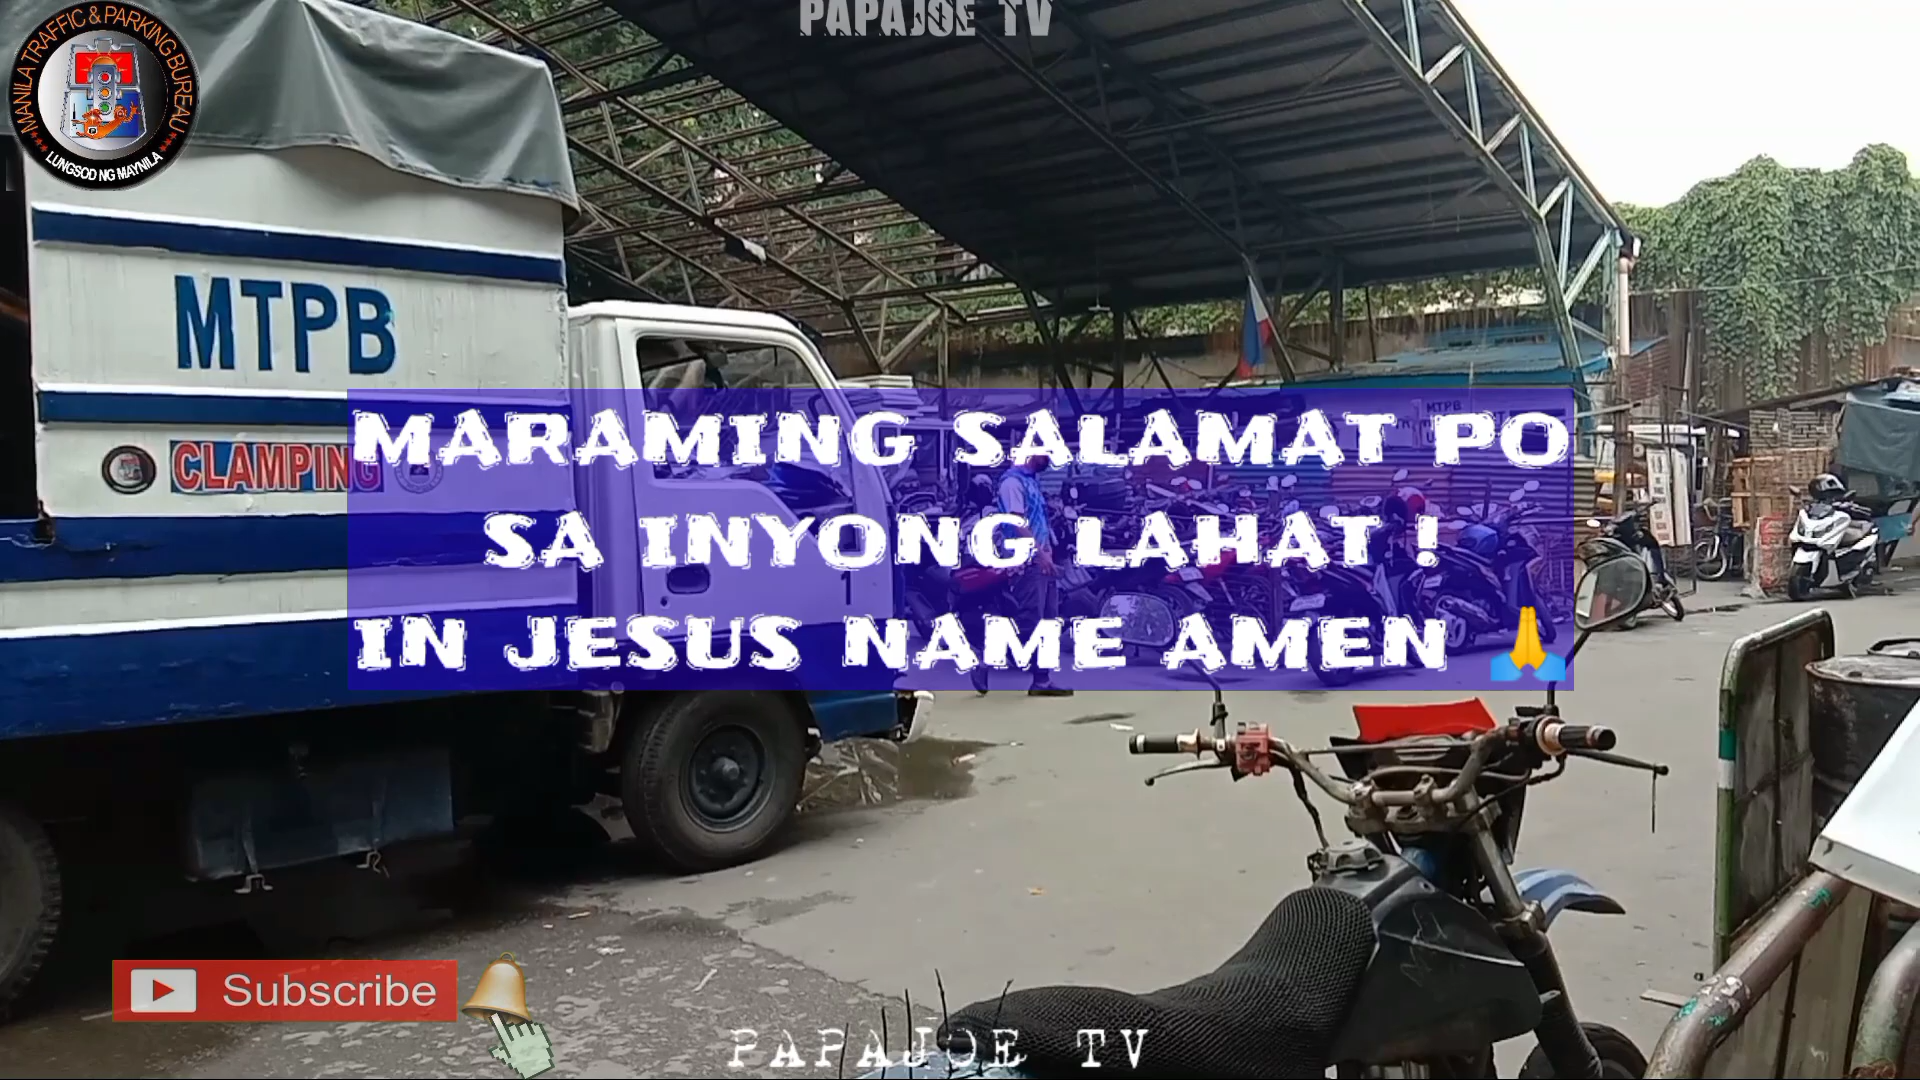 PAPAJOE TV
MANILA TRAFFIC & PARKING BUREAU
LUNGSOD NG MAYNILA
MTPB
CLAMPING
MTPB
MARAMING SALAMAT PO
SA INYONG LAHAT !
IN JESUS NAME AMEN 🙏
Subscribe
PAPAJOE TV